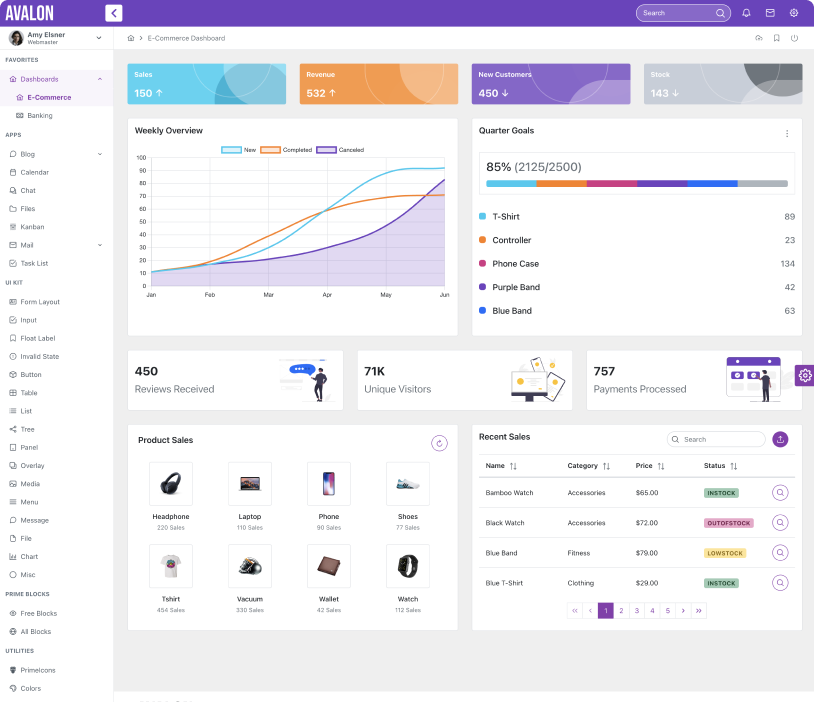 AVALON
Search
Amy Elsner
Webmaster
E-Commerce Dashboard
FAVORITES
Dashboards
E-Commerce
Banking
APPS
Blog
Calendar
Chat
Files
Kanban
Mail
Task List
UI KIT
Form Layout
Input
Float Label
Invalid State
Button
Table
List
Tree
Panel
Overlay
Media
Menu
Message
File
Chart
Misc
PRIME BLOCKS
Free Blocks
All Blocks
UTILITIES
PrimeIcons
Colors
Sales
150
Revenue
532
New Customers
450
Stock
143
Weekly Overview
New Completed Canceled
100
90
80
70
60
50
40
30
20
10
0
Jan Feb Mar Apr May Jun
Quarter Goals
85% (2125/2500)
T-Shirt 89
Controller 23
Phone Case 134
Purple Band 42
Blue Band 63
450
Reviews Received
71K
Unique Visitors
757
Payments Processed
Product Sales
Headphone
220 Sales
Laptop
110 Sales
Phone
90 Sales
Shoes
77 Sales
Tshirt
454 Sales
Vacuum
330 Sales
Wallet
42 Sales
Watch
112 Sales
Recent Sales
Search
Name Category Price Status
Bamboo Watch Accessories $65.00 INSTOCK
Black Watch Accessories $72.00 OUTOFSTOCK
Blue Band Fitness $79.00 LOWSTOCK
Blue T-Shirt Clothing $29.00 INSTOCK
1 2 3 4 5